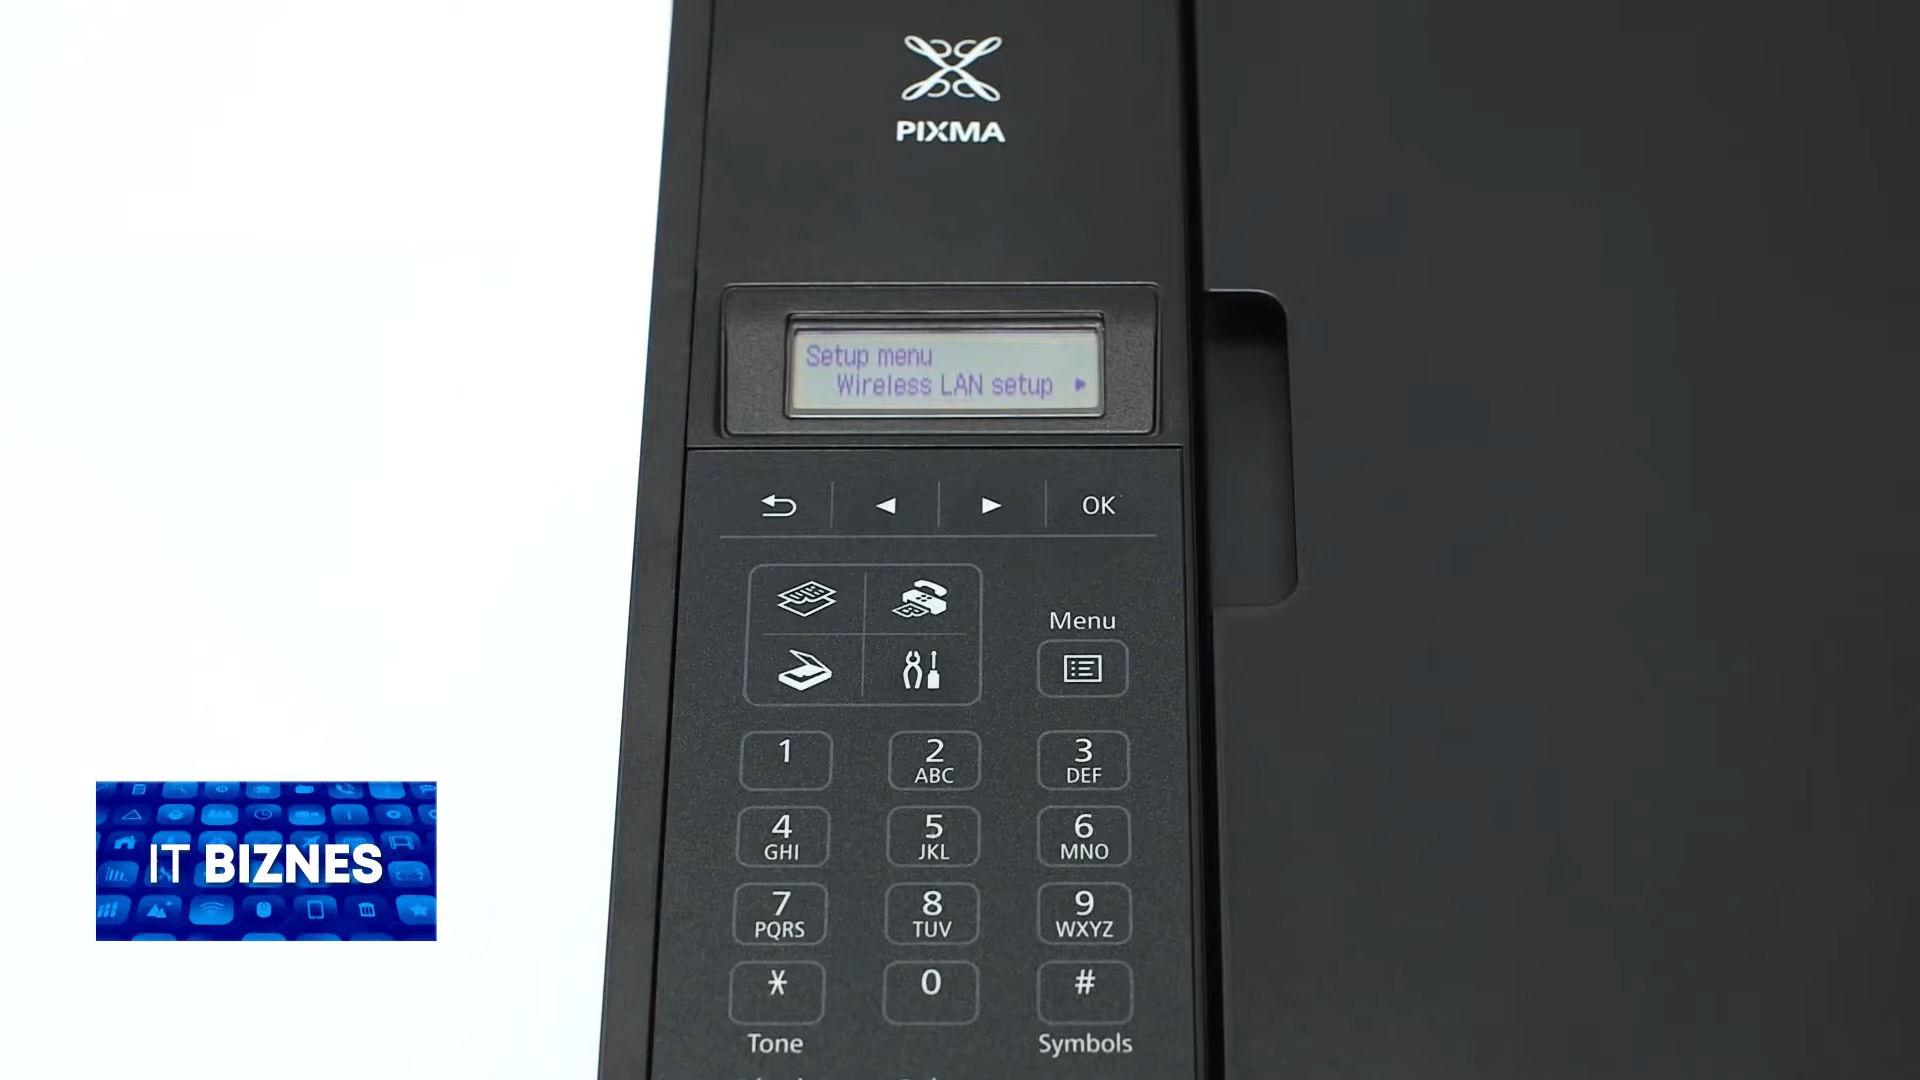 PIXMA
Setup menu
Wireless LAN setup
OK
Menu
1
2
ABC
3
DEF
4
GHI
5
JKL
6
MNO
7
PQRS
8
TUV
9
WXYZ
*
0
#
Tone
Symbols
IT BIZNES